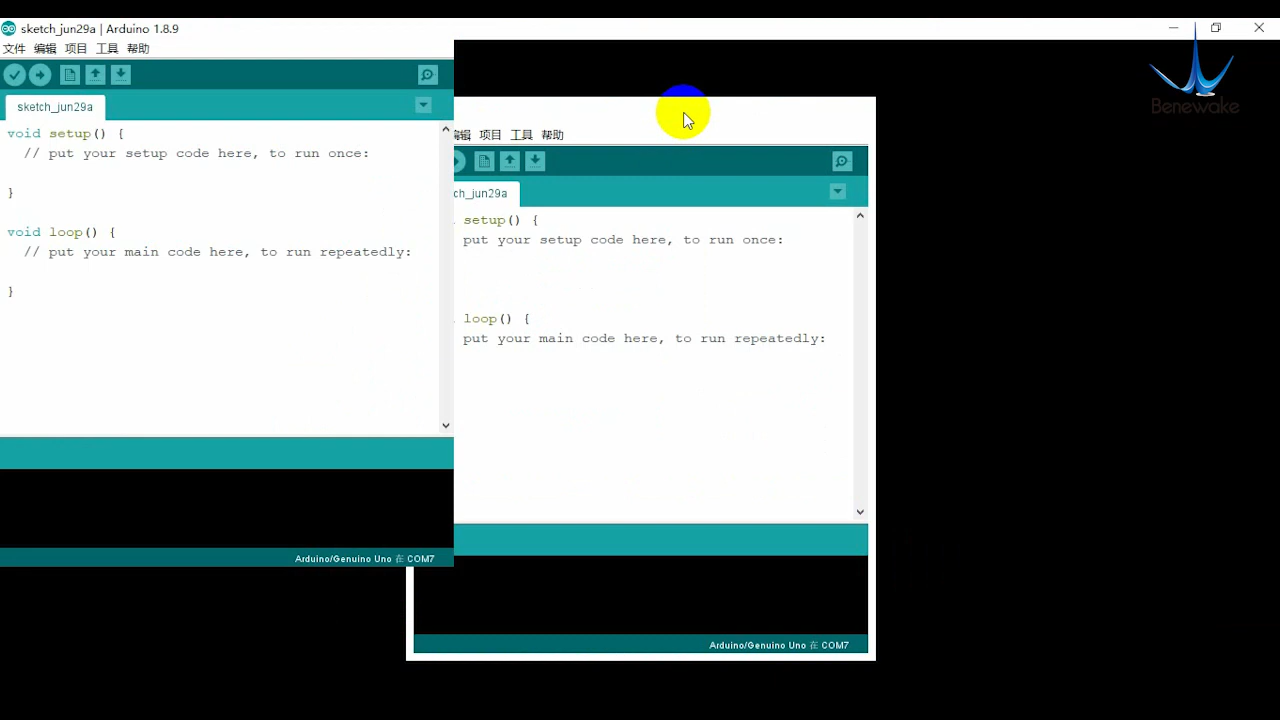 sketch_jun29a | Arduino 1.8.9
文件 编辑 项目 工具 帮助
sketch_jun29a
void setup() {
// put your setup code here, to run once:
}
void loop() {
// put your main code here, to run repeatedly:
}
Arduino/Genuino Uno 在 COM7
Benewake
编辑 项目 工具 帮助
ch_jun29a
setup() {
put your setup code here, to run once:
loop() {
put your main code here, to run repeatedly:
Arduino/Genuino Uno 在 COM7